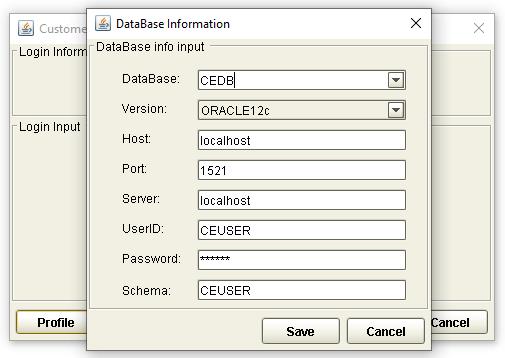 Custome
DataBase Information
Login Inform
DataBase info input
DataBase: CEDB
Version: ORACLE12c
Login Input
Host: localhost
Port: 1521
Server: localhost
UserID: CEUSER
Password: ******
Schema: CEUSER
Profile
Save
Cancel
Cancel